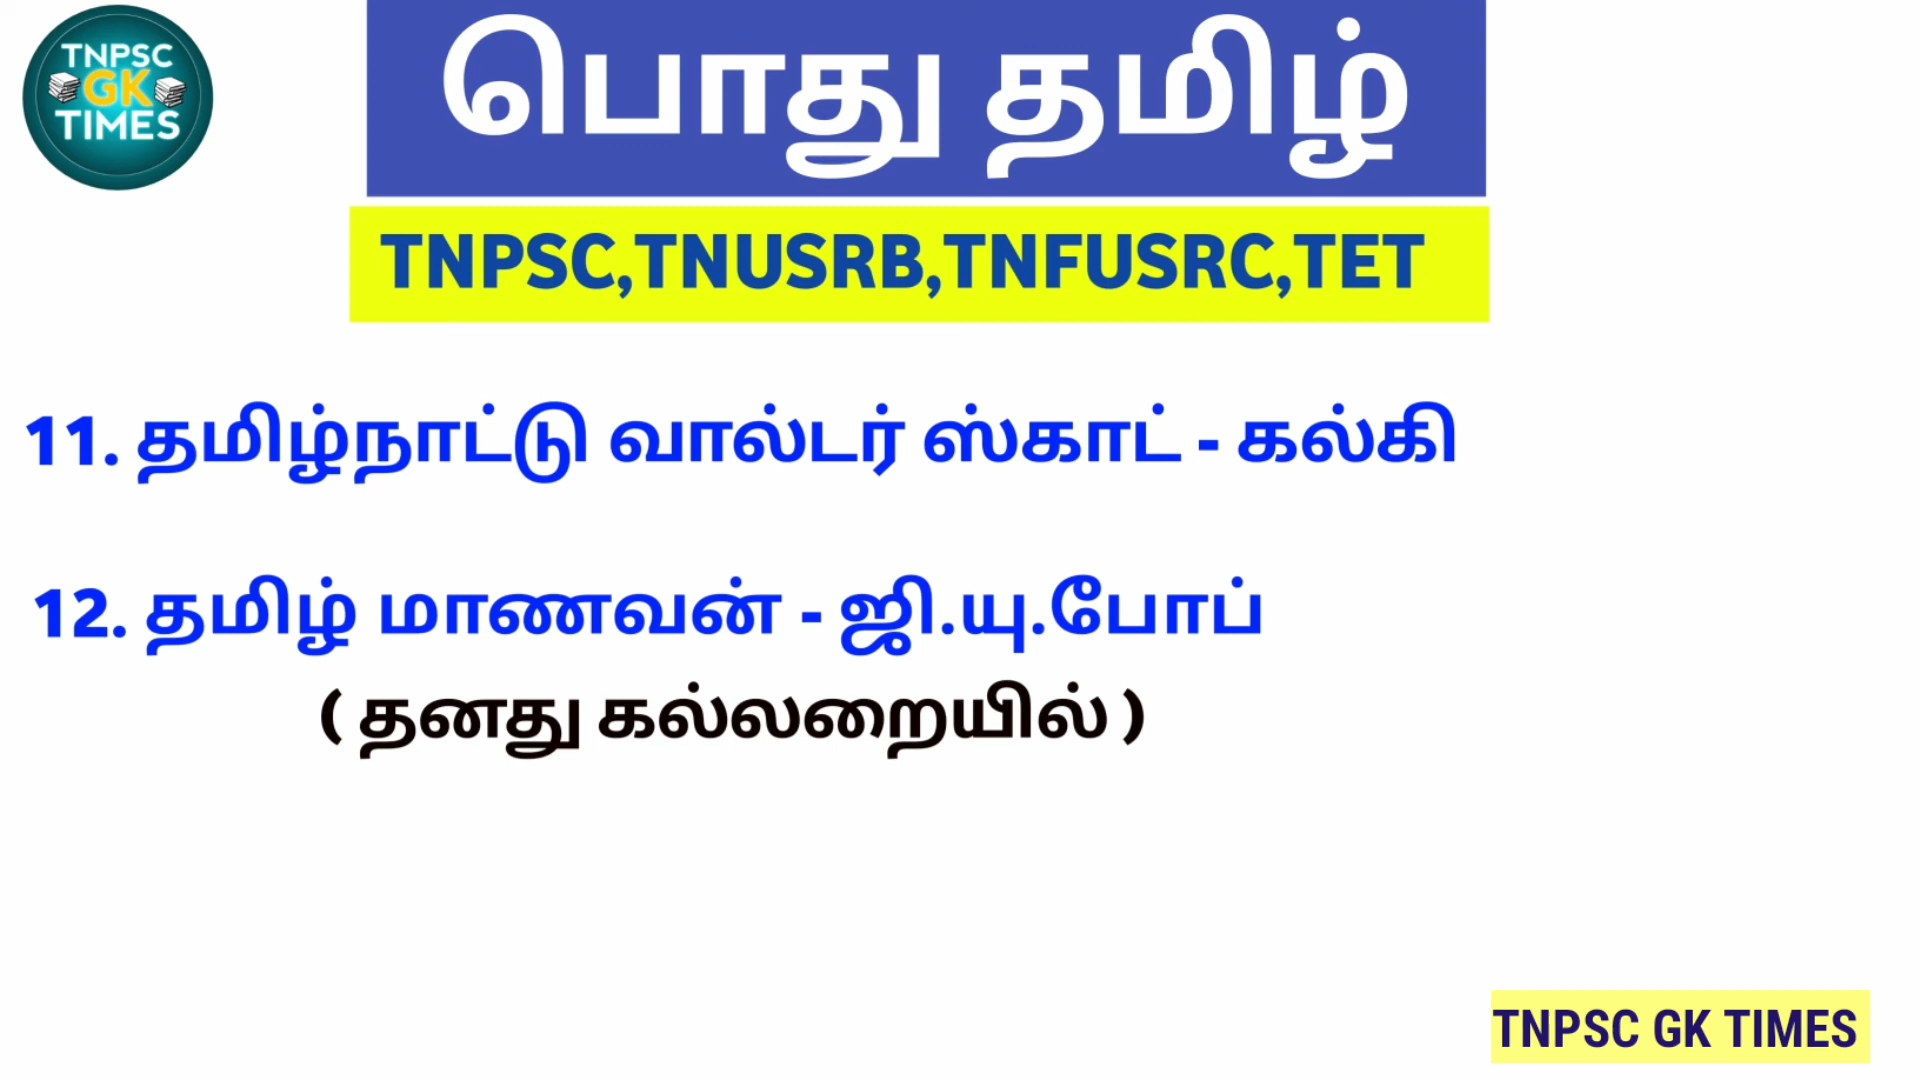 TNPSC
GK
TIMES
பொது தமிழ்
TNPSC,TNUSRB,TNFUSRC,TET
11. தமிழ்நாட்டு வால்டர் ஸ்காட் - கல்கி
12. தமிழ் மாணவன் - ஜி.யு.போப்
( தனது கல்லறையில் )
TNPSC GK TIMES